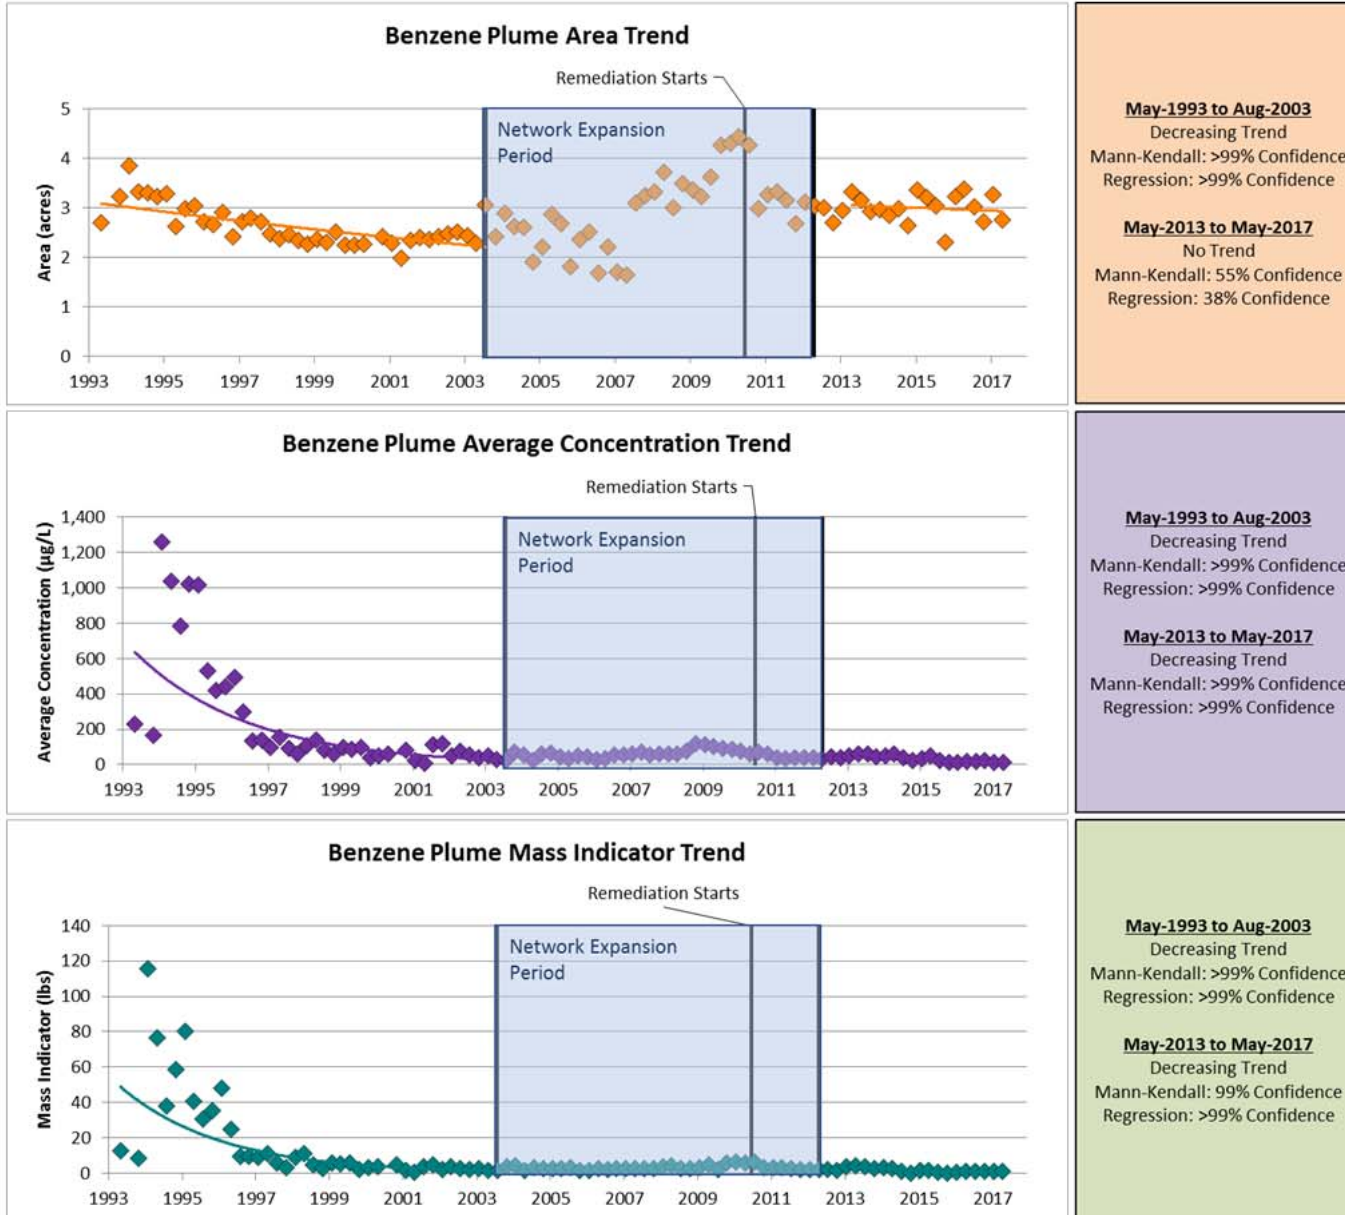 Benzene Plume Area Trend
Remediation Starts
Network Expansion
Period
Area (acres)
5
4
3
2
1
0
1993 1995 1997 1999 2001 2003 2005 2007 2009 2011 2013 2015 2017
May-1993 to Aug-2003
Decreasing Trend
Mann-Kendall: >99% Confidence
Regression: >99% Confidence
May-2013 to May-2017
No Trend
Mann-Kendall: 55% Confidence
Regression: 38% Confidence
Benzene Plume Average Concentration Trend
Remediation Starts
Network Expansion
Period
Average Concentration (µg/L)
1,400
1,200
1,000
800
600
400
200
0
1993 1995 1997 1999 2001 2003 2005 2007 2009 2011 2013 2015 2017
May-1993 to Aug-2003
Decreasing Trend
Mann-Kendall: >99% Confidence
Regression: >99% Confidence
May-2013 to May-2017
Decreasing Trend
Mann-Kendall: >99% Confidence
Regression: >99% Confidence
Benzene Plume Mass Indicator Trend
Remediation Starts
Network Expansion
Period
Mass Indicator (lbs)
140
120
100
80
60
40
20
0
1993 1995 1997 1999 2001 2003 2005 2007 2009 2011 2013 2015 2017
May-1993 to Aug-2003
Decreasing Trend
Mann-Kendall: >99% Confidence
Regression: >99% Confidence
May-2013 to May-2017
Decreasing Trend
Mann-Kendall: 99% Confidence
Regression: >99% Confidence